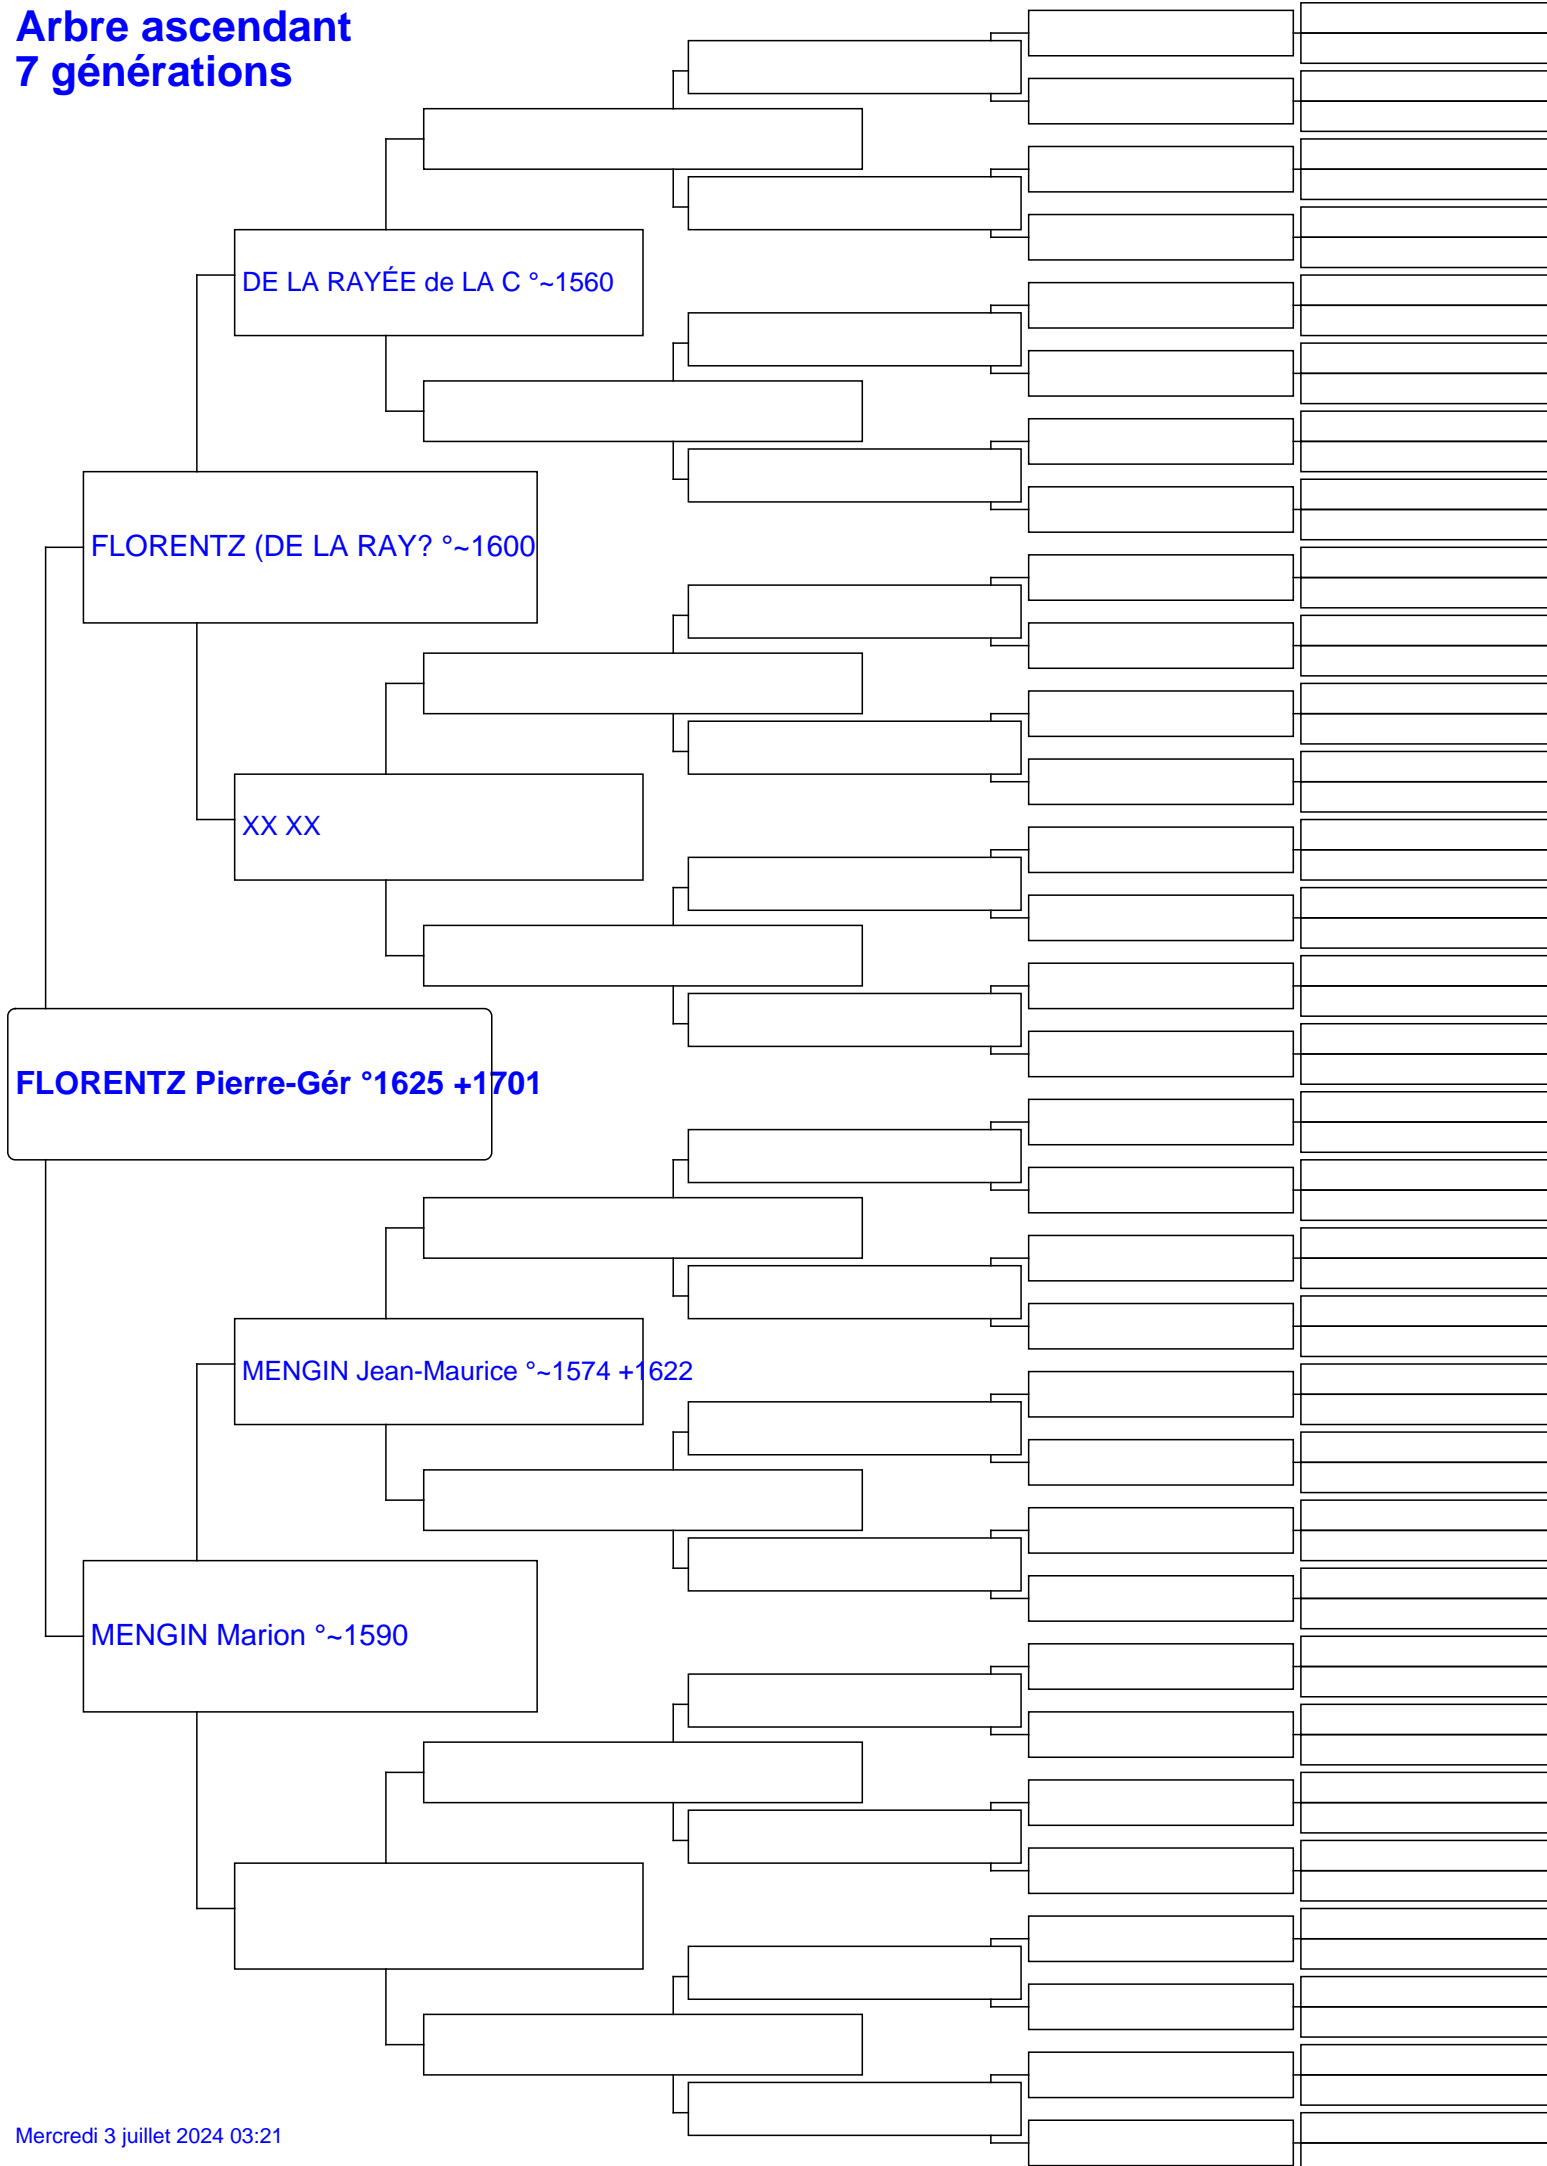 Arbre ascendant
7 générations
DE LA RAYÉE de LA C °~1560
FLORENTZ (DE LA RAY? °~1600
XX XX
FLORENTZ Pierre-Gér °1625 +1701
MENGIN Jean-Maurice °~1574 +1622
MENGIN Marion °~1590
Mercredi 3 juillet 2024 03:21